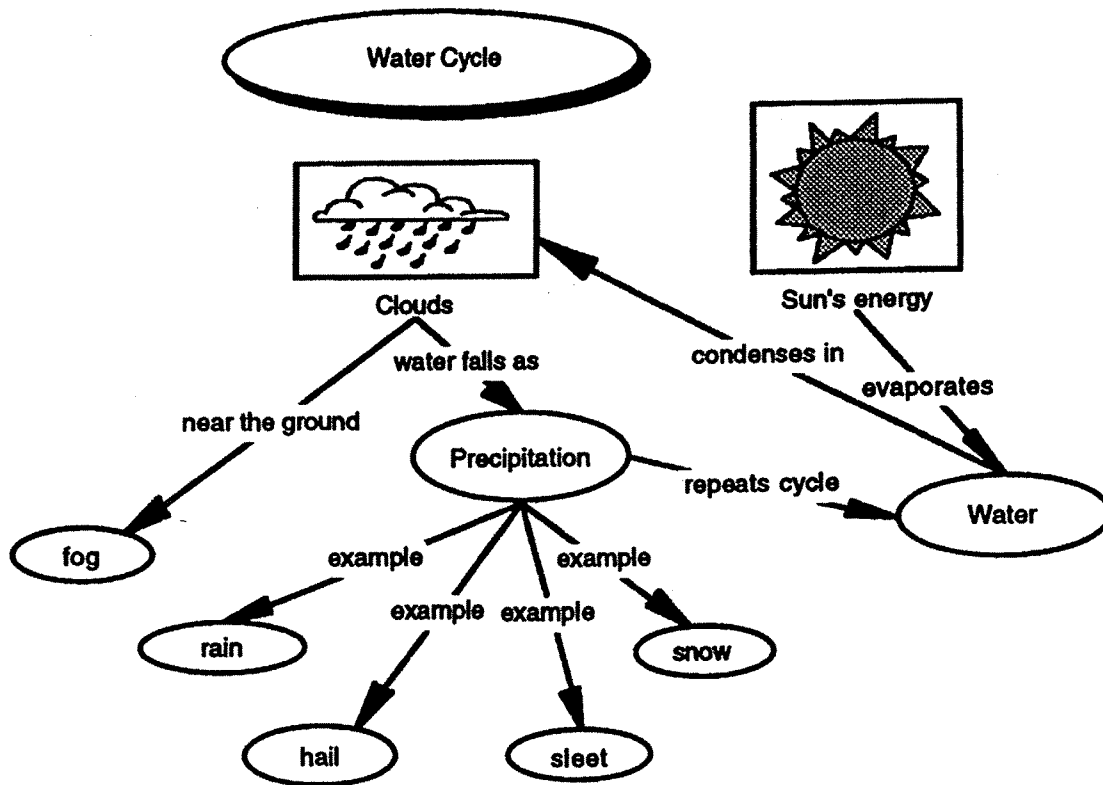 Water Cycle
Clouds
Sun's energy
water falls as
condenses in
evaporates
near the ground
Precipitation
repeats cycle
Water
fog
example
example
example
example
rain
snow
hail
sleet